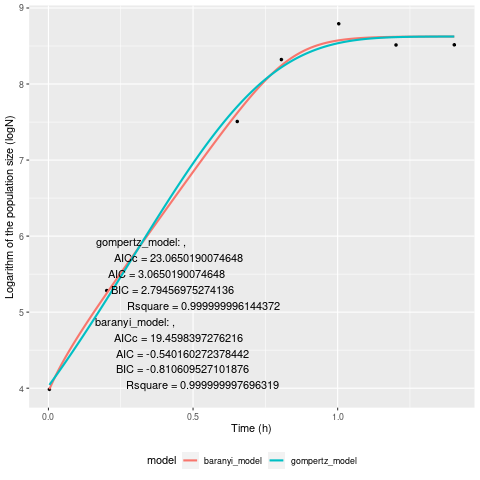 Logarithm of the population size (logN)
9
8
7
6
5
4
gompertz_model: ,
AICc = 23.0650190074648
AIC = 3.0650190074648
BIC = 2.79456975274136
Rsquare = 0.999999996144372
baranyi_model: ,
AICc = 19.4598397276216
AIC = -0.540160272378442
BIC = -0.810609527101876
Rsquare = 0.999999997696319
0.0 0.5 1.0
Time (h)
model baranyi_model gompertz_model